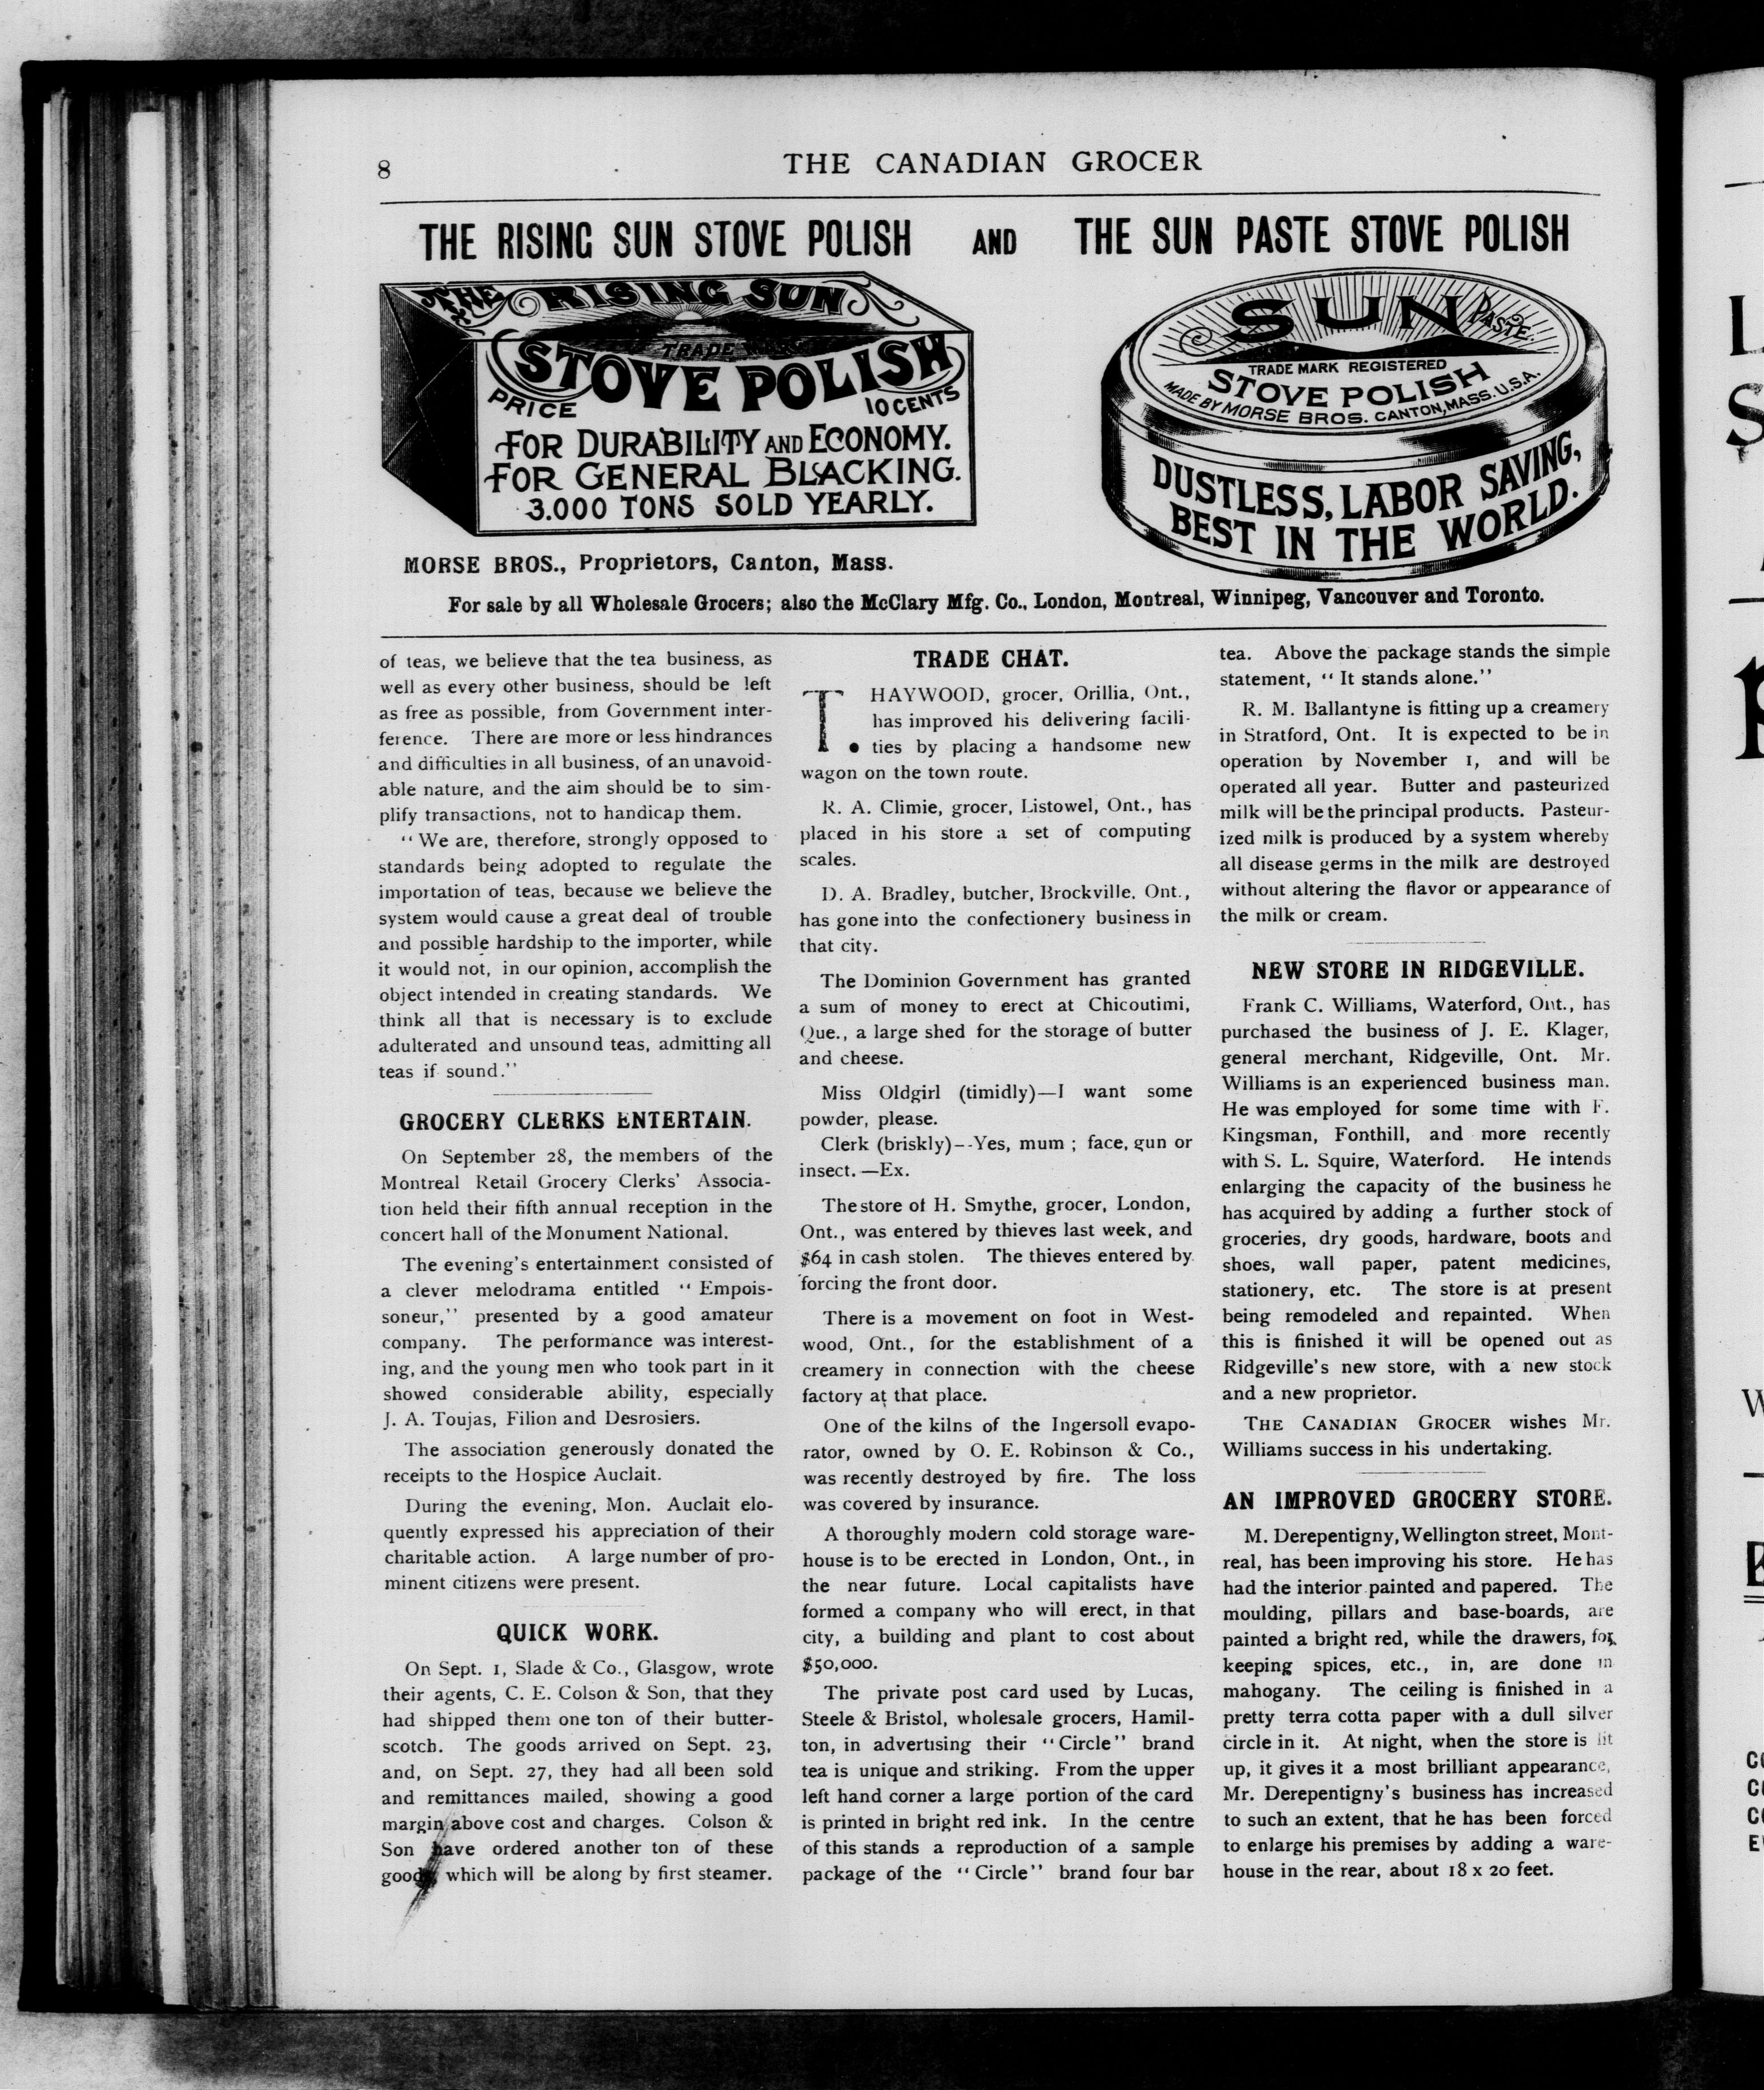 8
THE CANADIAN GROCER
THE RISING SUN STOVE POLISH AND THE SUN PASTE STOVE POLISH
THE RISING SUN
TRADE
STOVE POLISH
PRICE 10 CENTS
FOR DURABILITY AND ECONOMY.
FOR GENERAL BLACKING.
3.000 TONS SOLD YEARLY.
SUN PASTE.
TRADE MARK REGISTERED
STOVE POLISH
MADE BY MORSE BROS. CANTON, MASS. U.S.A.
DUSTLESS, LABOR SAVING,
BEST IN THE WORLD.
MORSE BROS., Proprietors, Canton, Mass.
For sale by all Wholesale Grocers; also the McClary Mfg. Co., London, Montreal, Winnipeg, Vancouver and Toronto.
of teas, we believe that the tea business, as
well as every other business, should be left
as free as possible, from Government inter-
ference. There are more or less hindrances
and difficulties in all business, of an unavoid-
able nature, and the aim should be to sim-
plify transactions, not to handicap them.
"We are, therefore, strongly opposed to
standards being adopted to regulate the
importation of teas, because we believe the
system would cause a great deal of trouble
and possible hardship to the importer, while
it would not, in our opinion, accomplish the
object intended in creating standards. We
think all that is necessary is to exclude
adulterated and unsound teas, admitting all
teas if sound."
GROCERY CLERKS ENTERTAIN.
On September 28, the members of the
Montreal Retail Grocery Clerks' Associa-
tion held their fifth annual reception in the
concert hall of the Monument National.
The evening's entertainment consisted of
a clever melodrama entitled "Empois-
soneur," presented by a good amateur
company. The performance was interest-
ing, and the young men who took part in it
showed considerable ability, especially
J. A. Toujas, Filion and Desrosiers.
The association generously donated the
receipts to the Hospice Auclait.
During the evening, Mon. Auclait elo-
quently expressed his appreciation of their
charitable action. A large number of pro-
minent citizens were present.
QUICK WORK.
On Sept. 1, Slade & Co., Glasgow, wrote
their agents, C. E. Colson & Son, that they
had shipped them one ton of their butter-
scotch. The goods arrived on Sept. 23,
and, on Sept. 27, they had all been sold
and remittances mailed, showing a good
margin above cost and charges. Colson &
Son have ordered another ton of these
goods, which will be along by first steamer.
TRADE CHAT.
T. HAYWOOD, grocer, Orillia, Ont.,
has improved his delivering facili-
ties by placing a handsome new
wagon on the town route.
R. A. Climie, grocer, Listowel, Ont., has
placed in his store a set of computing
scales.
D. A. Bradley, butcher, Brockville, Ont.,
has gone into the confectionery business in
that city.
The Dominion Government has granted
a sum of money to erect at Chicoutimi,
Que., a large shed for the storage of butter
and cheese.
Miss Oldgirl (timidly)—I want some
powder, please.
Clerk (briskly)--Yes, mum ; face, gun or
insect.—Ex.
The store of H. Smythe, grocer, London,
Ont., was entered by thieves last week, and
$64 in cash stolen. The thieves entered by
forcing the front door.
There is a movement on foot in West-
wood, Ont., for the establishment of a
creamery in connection with the cheese
factory at that place.
One of the kilns of the Ingersoll evapo-
rator, owned by O. E. Robinson & Co.,
was recently destroyed by fire. The loss
was covered by insurance.
A thoroughly modern cold storage ware-
house is to be erected in London, Ont., in
the near future. Local capitalists have
formed a company who will erect, in that
city, a building and plant to cost about
$50,000.
The private post card used by Lucas,
Steele & Bristol, wholesale grocers, Hamil-
ton, in advertising their "Circle" brand
tea is unique and striking. From the upper
left hand corner a large portion of the card
is printed in bright red ink. In the centre
of this stands a reproduction of a sample
package of the "Circle" brand four bar
tea. Above the package stands the simple
statement, "It stands alone."
R. M. Ballantyne is fitting up a creamery
in Stratford, Ont. It is expected to be in
operation by November 1, and will be
operated all year. Butter and pasteurized
milk will be the principal products. Pasteur-
ized milk is produced by a system whereby
all disease germs in the milk are destroyed
without altering the flavor or appearance of
the milk or cream.
NEW STORE IN RIDGEVILLE.
Frank C. Williams, Waterford, Ont., has
purchased the business of J. E. Klager,
general merchant, Ridgeville, Ont. Mr.
Williams is an experienced business man.
He was employed for some time with F.
Kingsman, Fonthill, and more recently
with S. L. Squire, Waterford. He intends
enlarging the capacity of the business he
has acquired by adding a further stock of
groceries, dry goods, hardware, boots and
shoes, wall paper, patent medicines,
stationery, etc. The store is at present
being remodeled and repainted. When
this is finished it will be opened out as
Ridgeville's new store, with a new stock
and a new proprietor.
THE CANADIAN GROCER wishes Mr.
Williams success in his undertaking.
AN IMPROVED GROCERY STORE.
M. Derepentigny, Wellington street, Mont-
real, has been improving his store. He has
had the interior painted and papered. The
moulding, pillars and base-boards, are
painted a bright red, while the drawers, for
keeping spices, etc., in, are done in
mahogany. The ceiling is finished in a
pretty terra cotta paper with a dull silver
circle in it. At night, when the store is lit
up, it gives it a most brilliant appearance,
Mr. Derepentigny's business has increased
to such an extent, that he has been forced
to enlarge his premises by adding a ware-
house in the rear, about 18 x 20 feet.